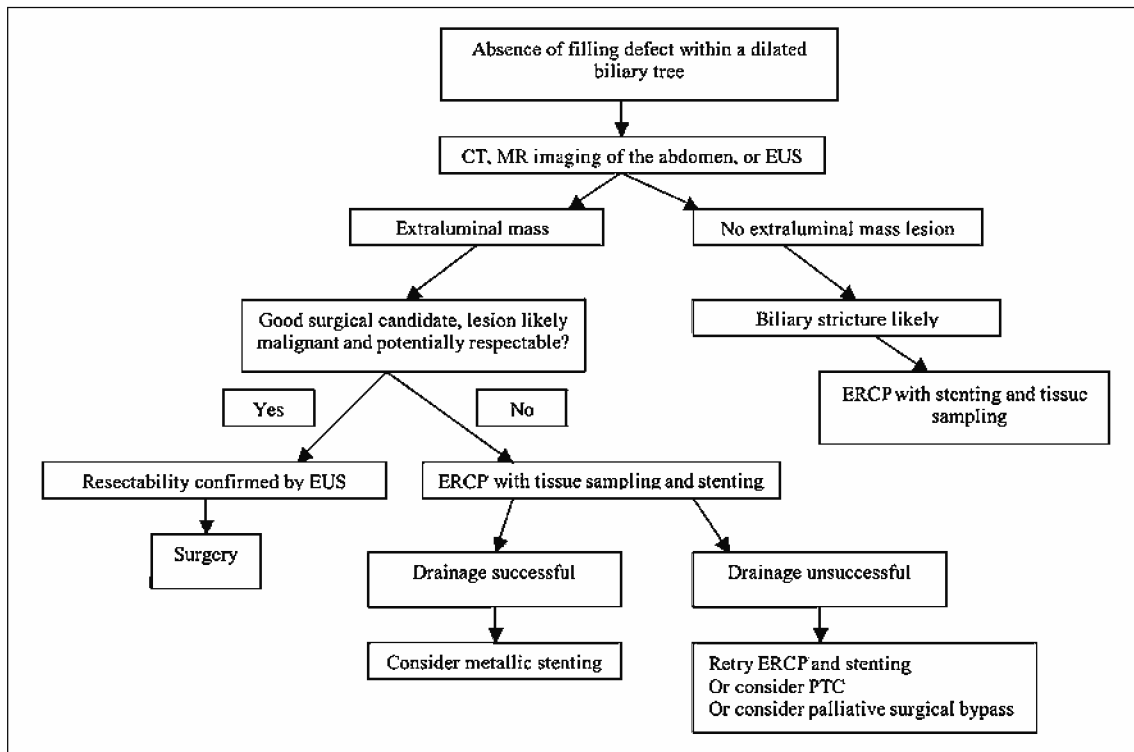 Absence of filling defect within a dilated
biliary tree
CT, MR imaging of the abdomen, or EUS
Extraluminal mass
No extraluminal mass lesion
Good surgical candidate, lesion likely
malignant and potentially respectable?
Biliary stricture likely
Yes
No
ERCP with stenting and tissue
sampling
Resectability confirmed by EUS
ERCP with tissue sampling and stenting
Surgery
Drainage successful
Drainage unsuccessful
Consider metallic stenting
Retry ERCP and stenting
Or consider PTC
Or consider palliative surgical bypass